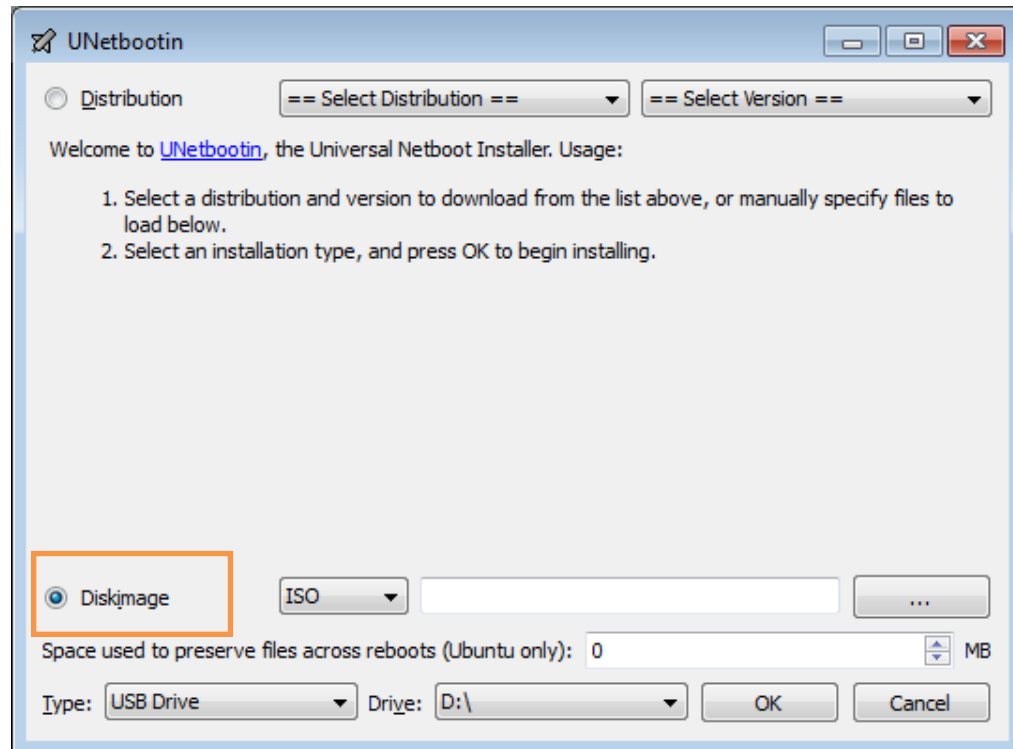 UNetbootin
Distribution == Select Distribution == == Select Version ==
Welcome to UNetbootin, the Universal Netboot Installer. Usage:
1. Select a distribution and version to download from the list above, or manually specify files to
load below.
2. Select an installation type, and press OK to begin installing.
Diskimage ISO ...
Space used to preserve files across reboots (Ubuntu only): 0 MB
Type: USB Drive Drive: D:\ OK Cancel